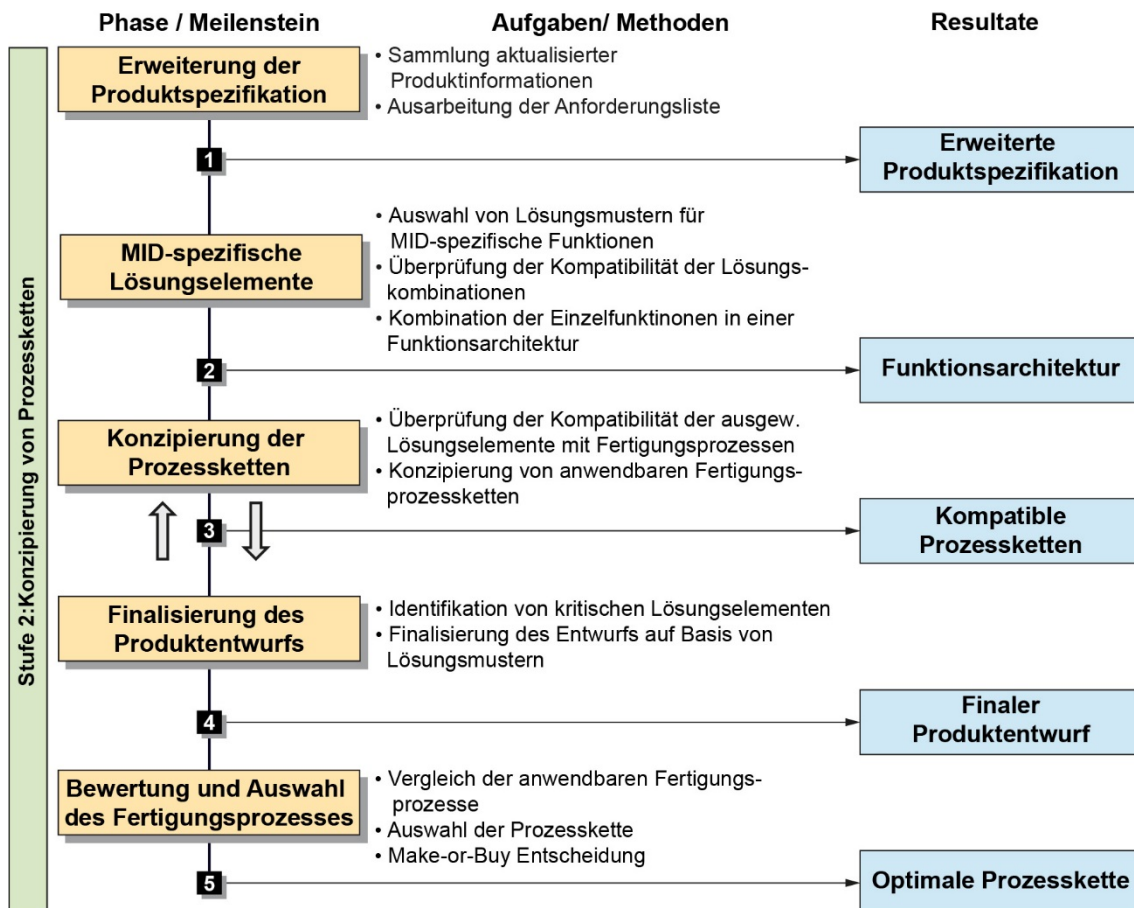 Phase / Meilenstein
Aufgaben/ Methoden
Resultate
Stufe 2:Konzipierung von Prozessketten
Erweiterung der
Produktspezifikation
• Sammlung aktualisierter
Produktinformationen
• Ausarbeitung der Anforderungsliste
1
Erweiterte
Produktspezifikation
MID-spezifische
Lösungselemente
• Auswahl von Lösungsmustern für
MID-spezifische Funktionen
• Überprüfung der Kompatibilität der Lösungs-
kombinationen
• Kombination der Einzelfunktinonen in einer
Funktionsarchitektur
2
Funktionsarchitektur
Konzipierung der
Prozessketten
• Überprüfung der Kompatibilität der ausgew.
Lösungselemente mit Fertigungsprozessen
• Konzipierung von anwendbaren Fertigungs-
prozessketten
3
Kompatible
Prozessketten
Finalisierung des
Produktentwurfs
• Identifikation von kritischen Lösungselementen
• Finalisierung des Entwurfs auf Basis von
Lösungsmustern
4
Finaler
Produktentwurf
Bewertung und Auswahl
des Fertigungsprozesses
• Vergleich der anwendbaren Fertigungs-
prozesse
• Auswahl der Prozesskette
• Make-or-Buy Entscheidung
5
Optimale Prozesskette